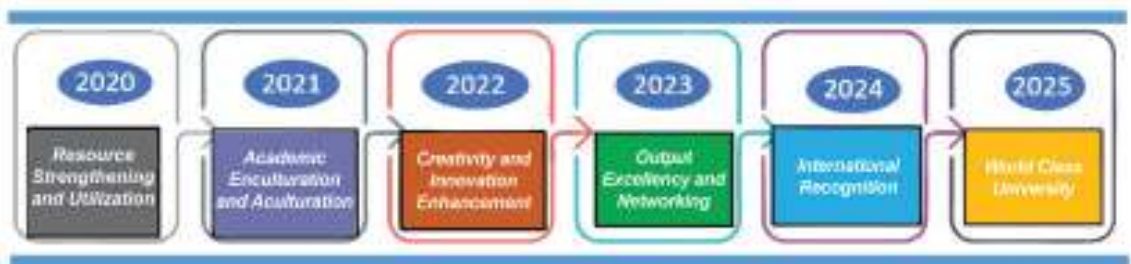 2020
Resource
Strengthening
and Utilization
2021
Academic
Enculturation
and Aculturation
2022
Creativity and
Innovation
Enhancement
2023
Output
Excellency and
Networking
2024
International
Recognition
2025
World Class
University